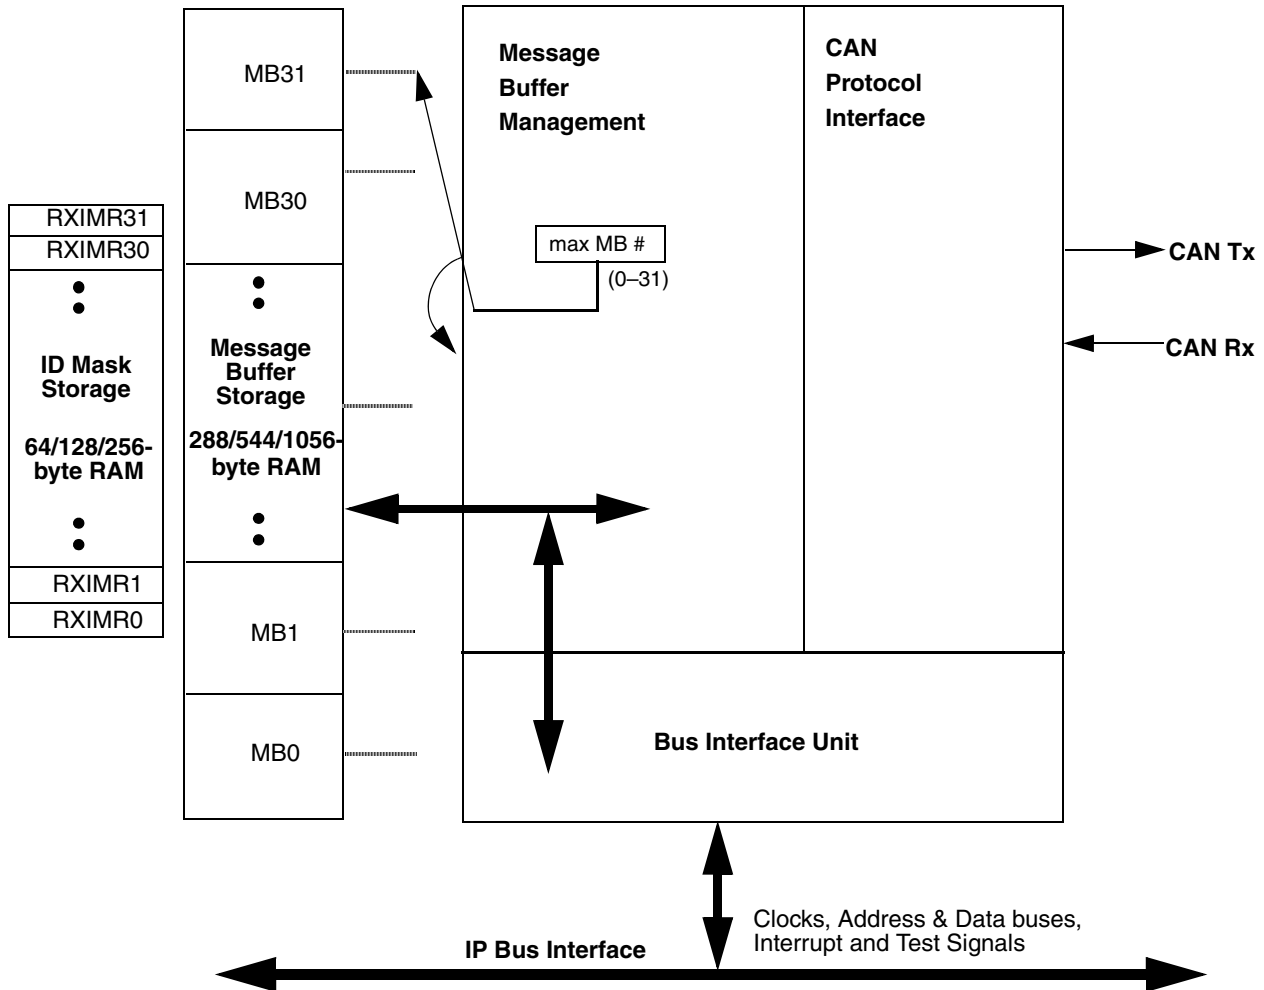 RXIMR31
RXIMR30
ID Mask
Storage
64/128/256-
byte RAM
RXIMR1
RXIMR0
MB31
MB30
Message
Buffer
Storage
288/544/1056-
byte RAM
MB1
MB0
Message
Buffer
Management
max MB #
(0–31)
CAN
Protocol
Interface
CAN Tx
CAN Rx
Bus Interface Unit
Clocks, Address & Data buses,
Interrupt and Test Signals
IP Bus Interface